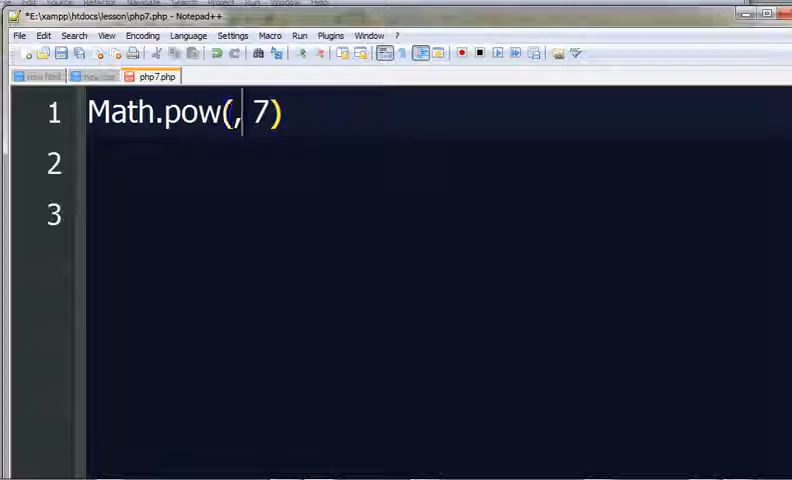 *E:\xampp\htdocs\lesson\php7.php - Notepad++
File Edit Search View Encoding Language Settings Macro Run Plugins Window ?
php7.php
1 Math.pow(, 7)
2
3